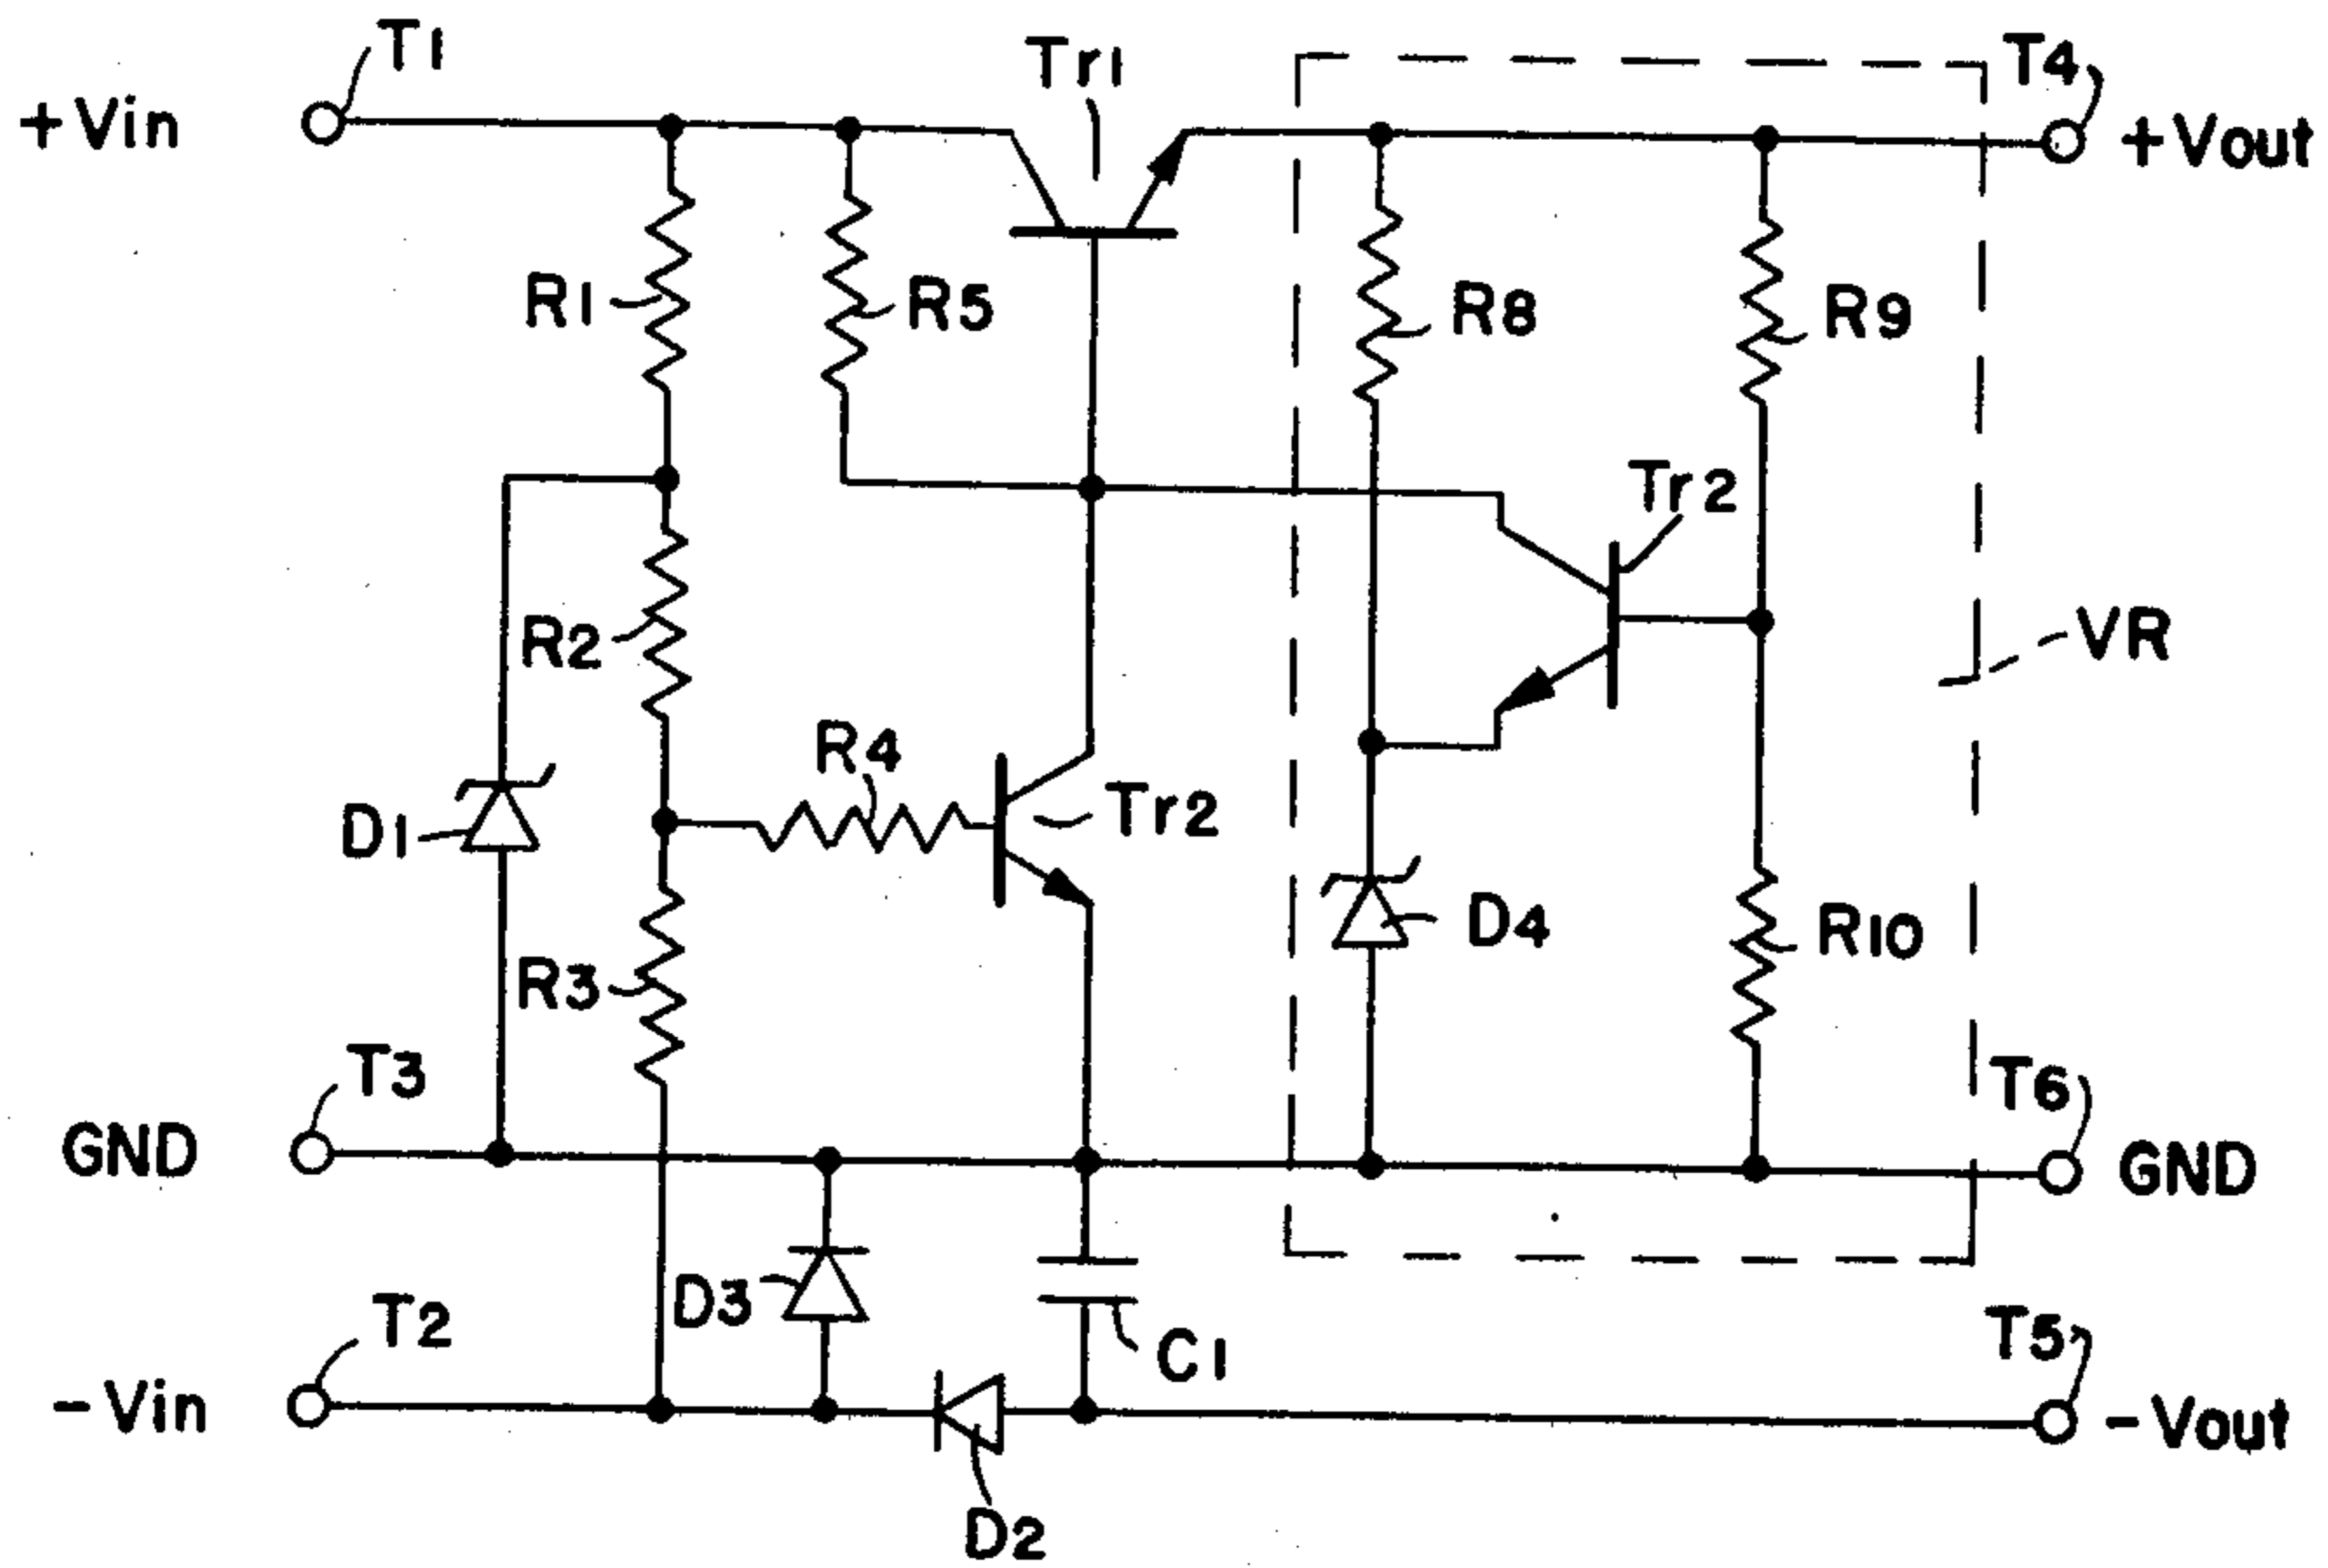 T1
Tr1
T4
+Vin
+Vout
R1
R5
R8
R9
Tr2
R2
VR
R4
D1
Tr2
D4
R10
R3
T3
T6
GND
GND
D3
T2
C1
T5
-Vin
-Vout
D2